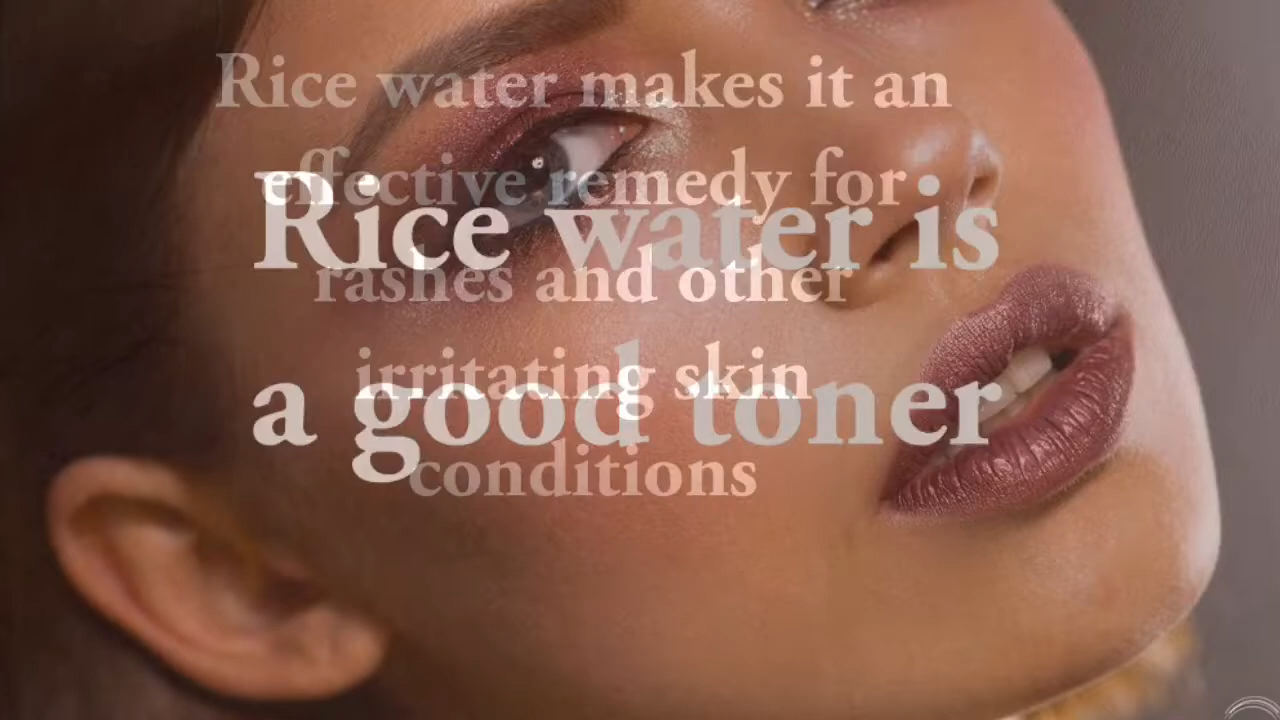 Rice water makes it an
effective remedy for
rashes and other
irritating skin
conditions
Rice water is
a good toner